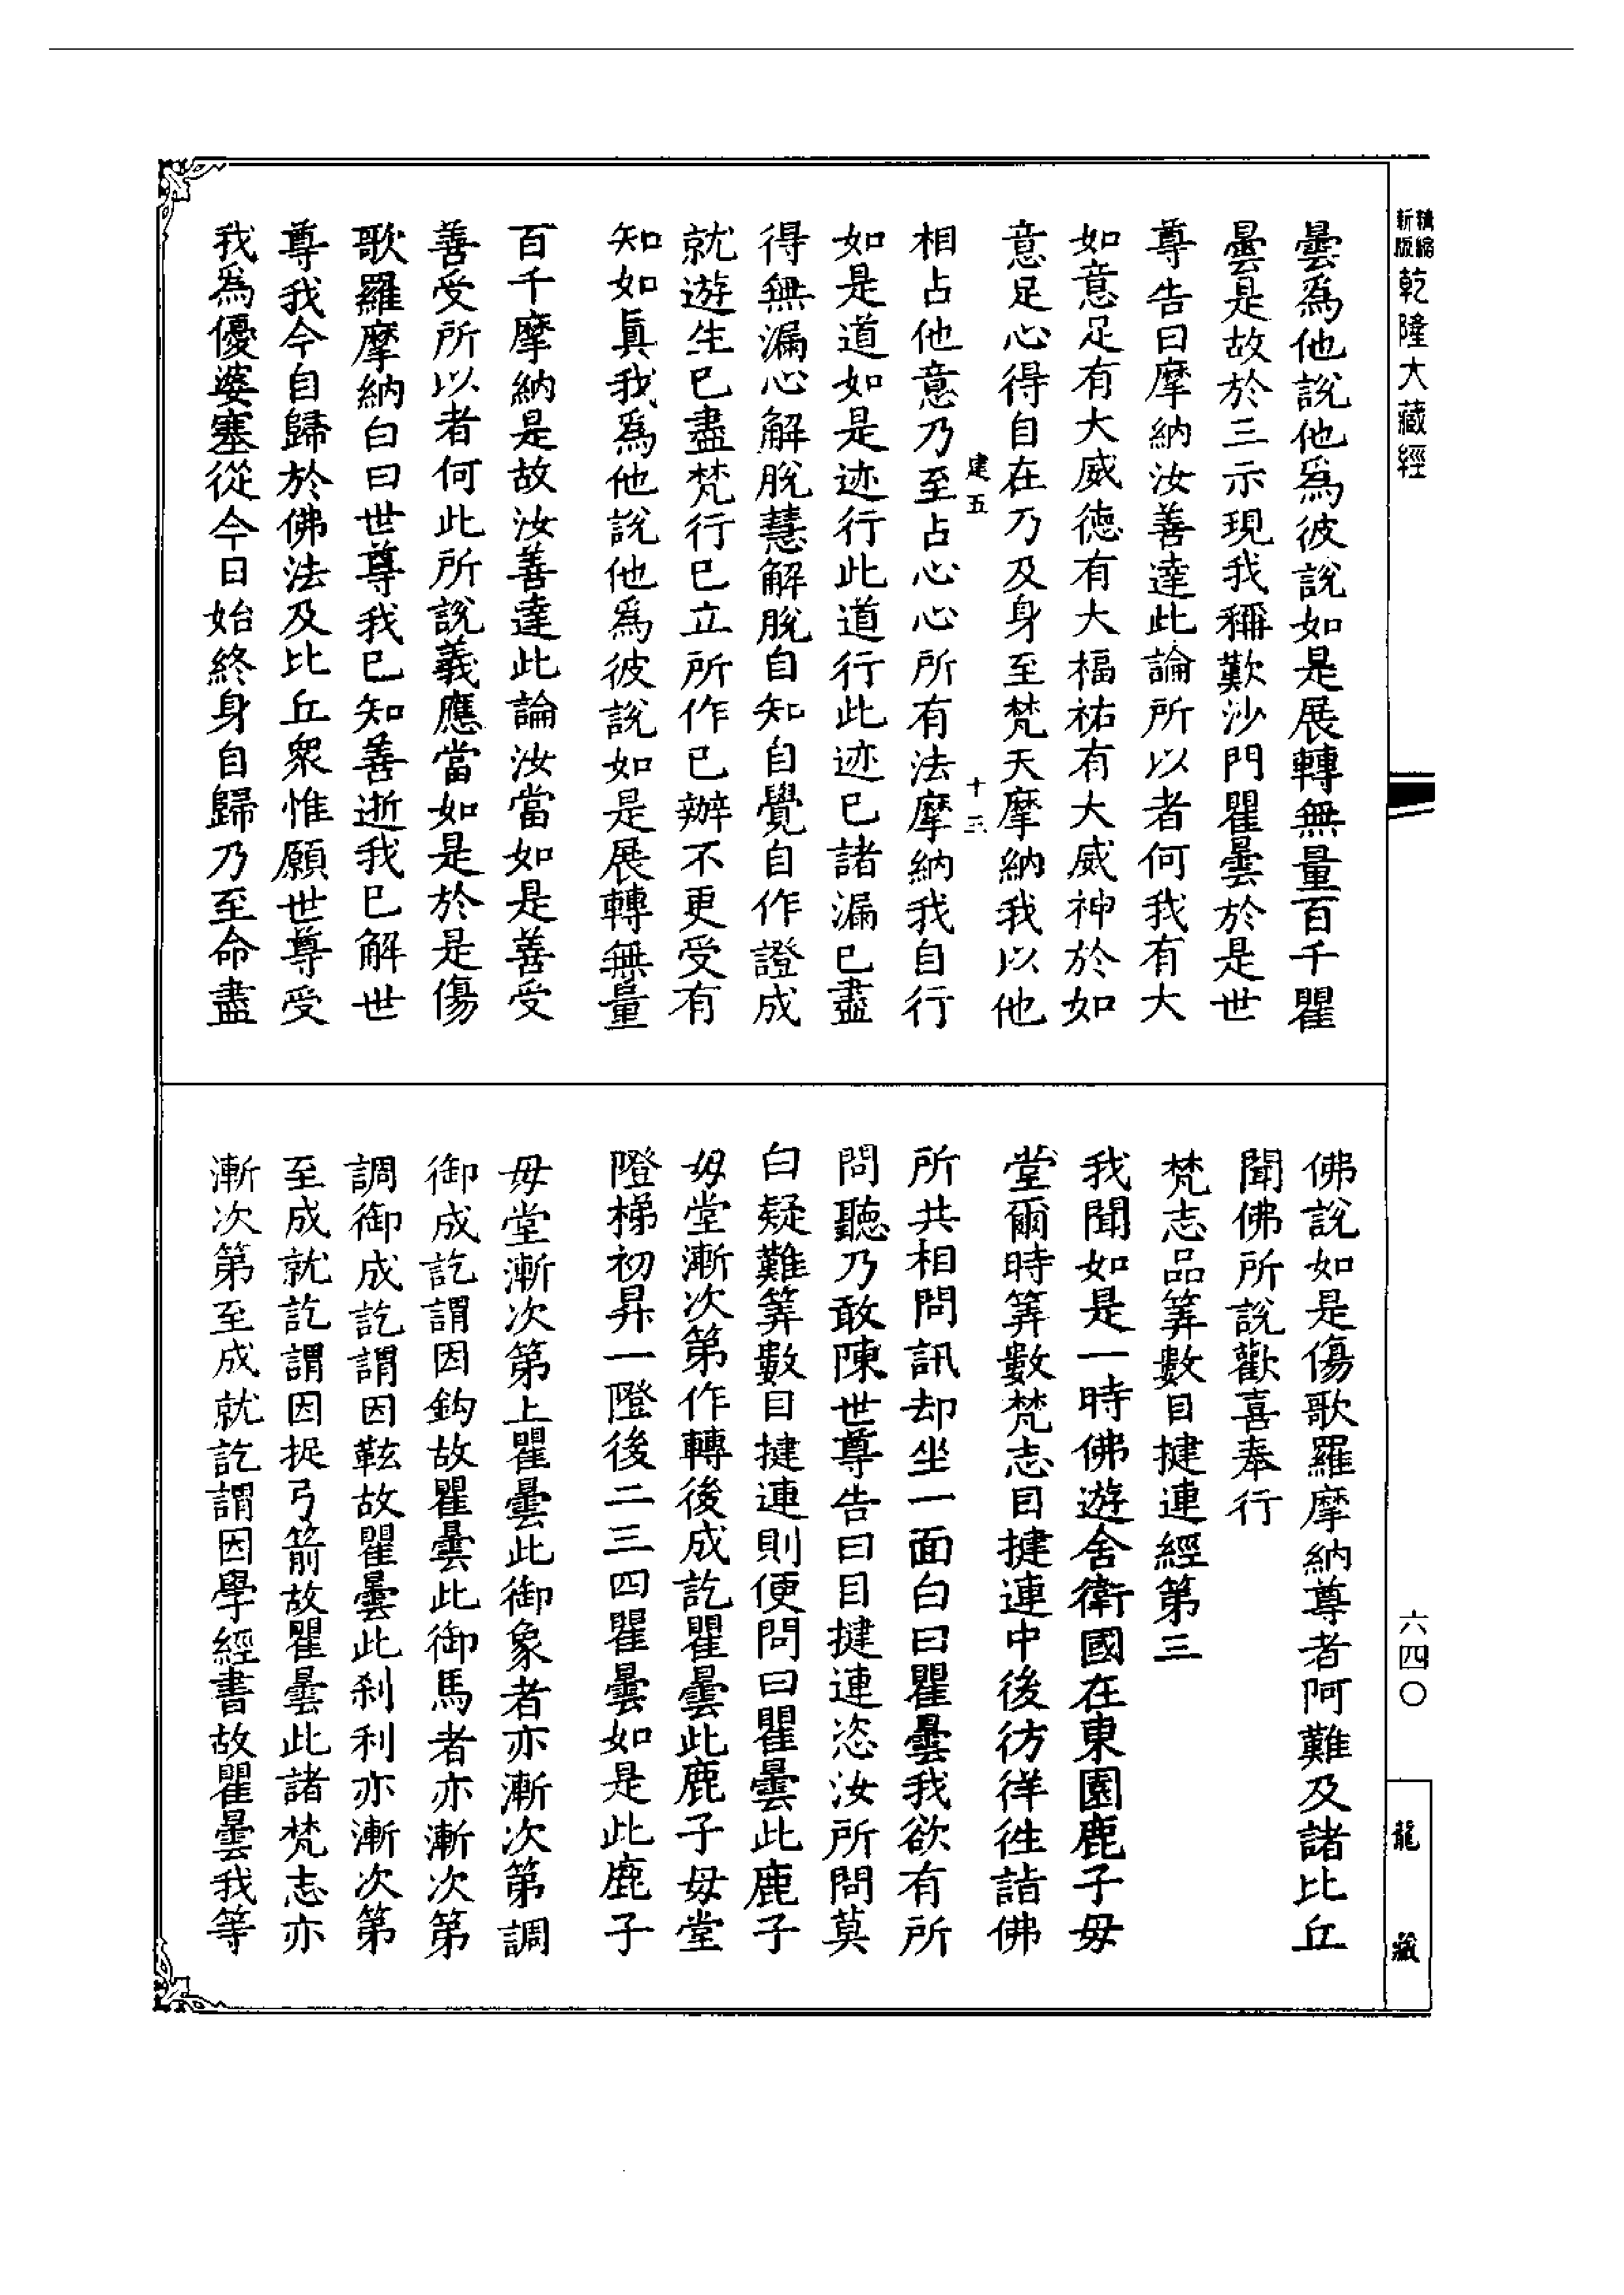 精縮新版乾隆大藏經
曇爲他說他爲彼說如是展轉無量百千瞿
曇是故於三示現我稱歎沙門瞿曇於是世
尊告曰摩納汝善達此論所以者何我有大
如意足有大威德有大福祐有大威神於如
意足心得自在乃及身至梵天摩納我以他
建五 十三
相占他意乃至占心心所有法摩納我自行
如是道如是迹行此道行此迹已諸漏已盡
得無漏心解脫慧解脫自知自覺自作證成
就遊生已盡梵行已立所作已辦不更受有
知如眞我爲他說他爲彼說如是展轉無量
百千摩納是故汝善達此論汝當如是善受
善受所以者何此所說義應當如是於是傷
歌羅摩納白曰世尊我已知善逝我已解世
尊我今自歸於佛法及比丘衆惟願世尊受
我爲優婆塞從今日始終身自歸乃至命盡
佛說如是傷歌羅摩納尊者阿難及諸比丘
聞佛所說歡喜奉行
梵志品筭數目揵連經第三
我聞如是一時佛遊舍衛國在東園鹿子母
堂爾時筭數梵志目揵連中後彷徉徃詣佛
所共相問訊却坐一面白曰瞿曇我欲有所
問聽乃敢陳世尊告曰目揵連恣汝所問莫
自疑難筭數目揵連則便問曰瞿曇此鹿子
母堂漸次第作轉後成訖瞿曇此鹿子母堂
隥梯初昇一隥後二三四瞿曇如是此鹿子
母堂漸次第上瞿曇此御象者亦漸次第調
御成訖謂因鈎故瞿曇此御馬者亦漸次第
調御成訖謂因鞁故瞿曇此刹利亦漸次第
至成就訖謂因捉弓箭故瞿曇此諸梵志亦
漸次第至成就訖謂因學經書故瞿曇我等
六四〇
龍藏